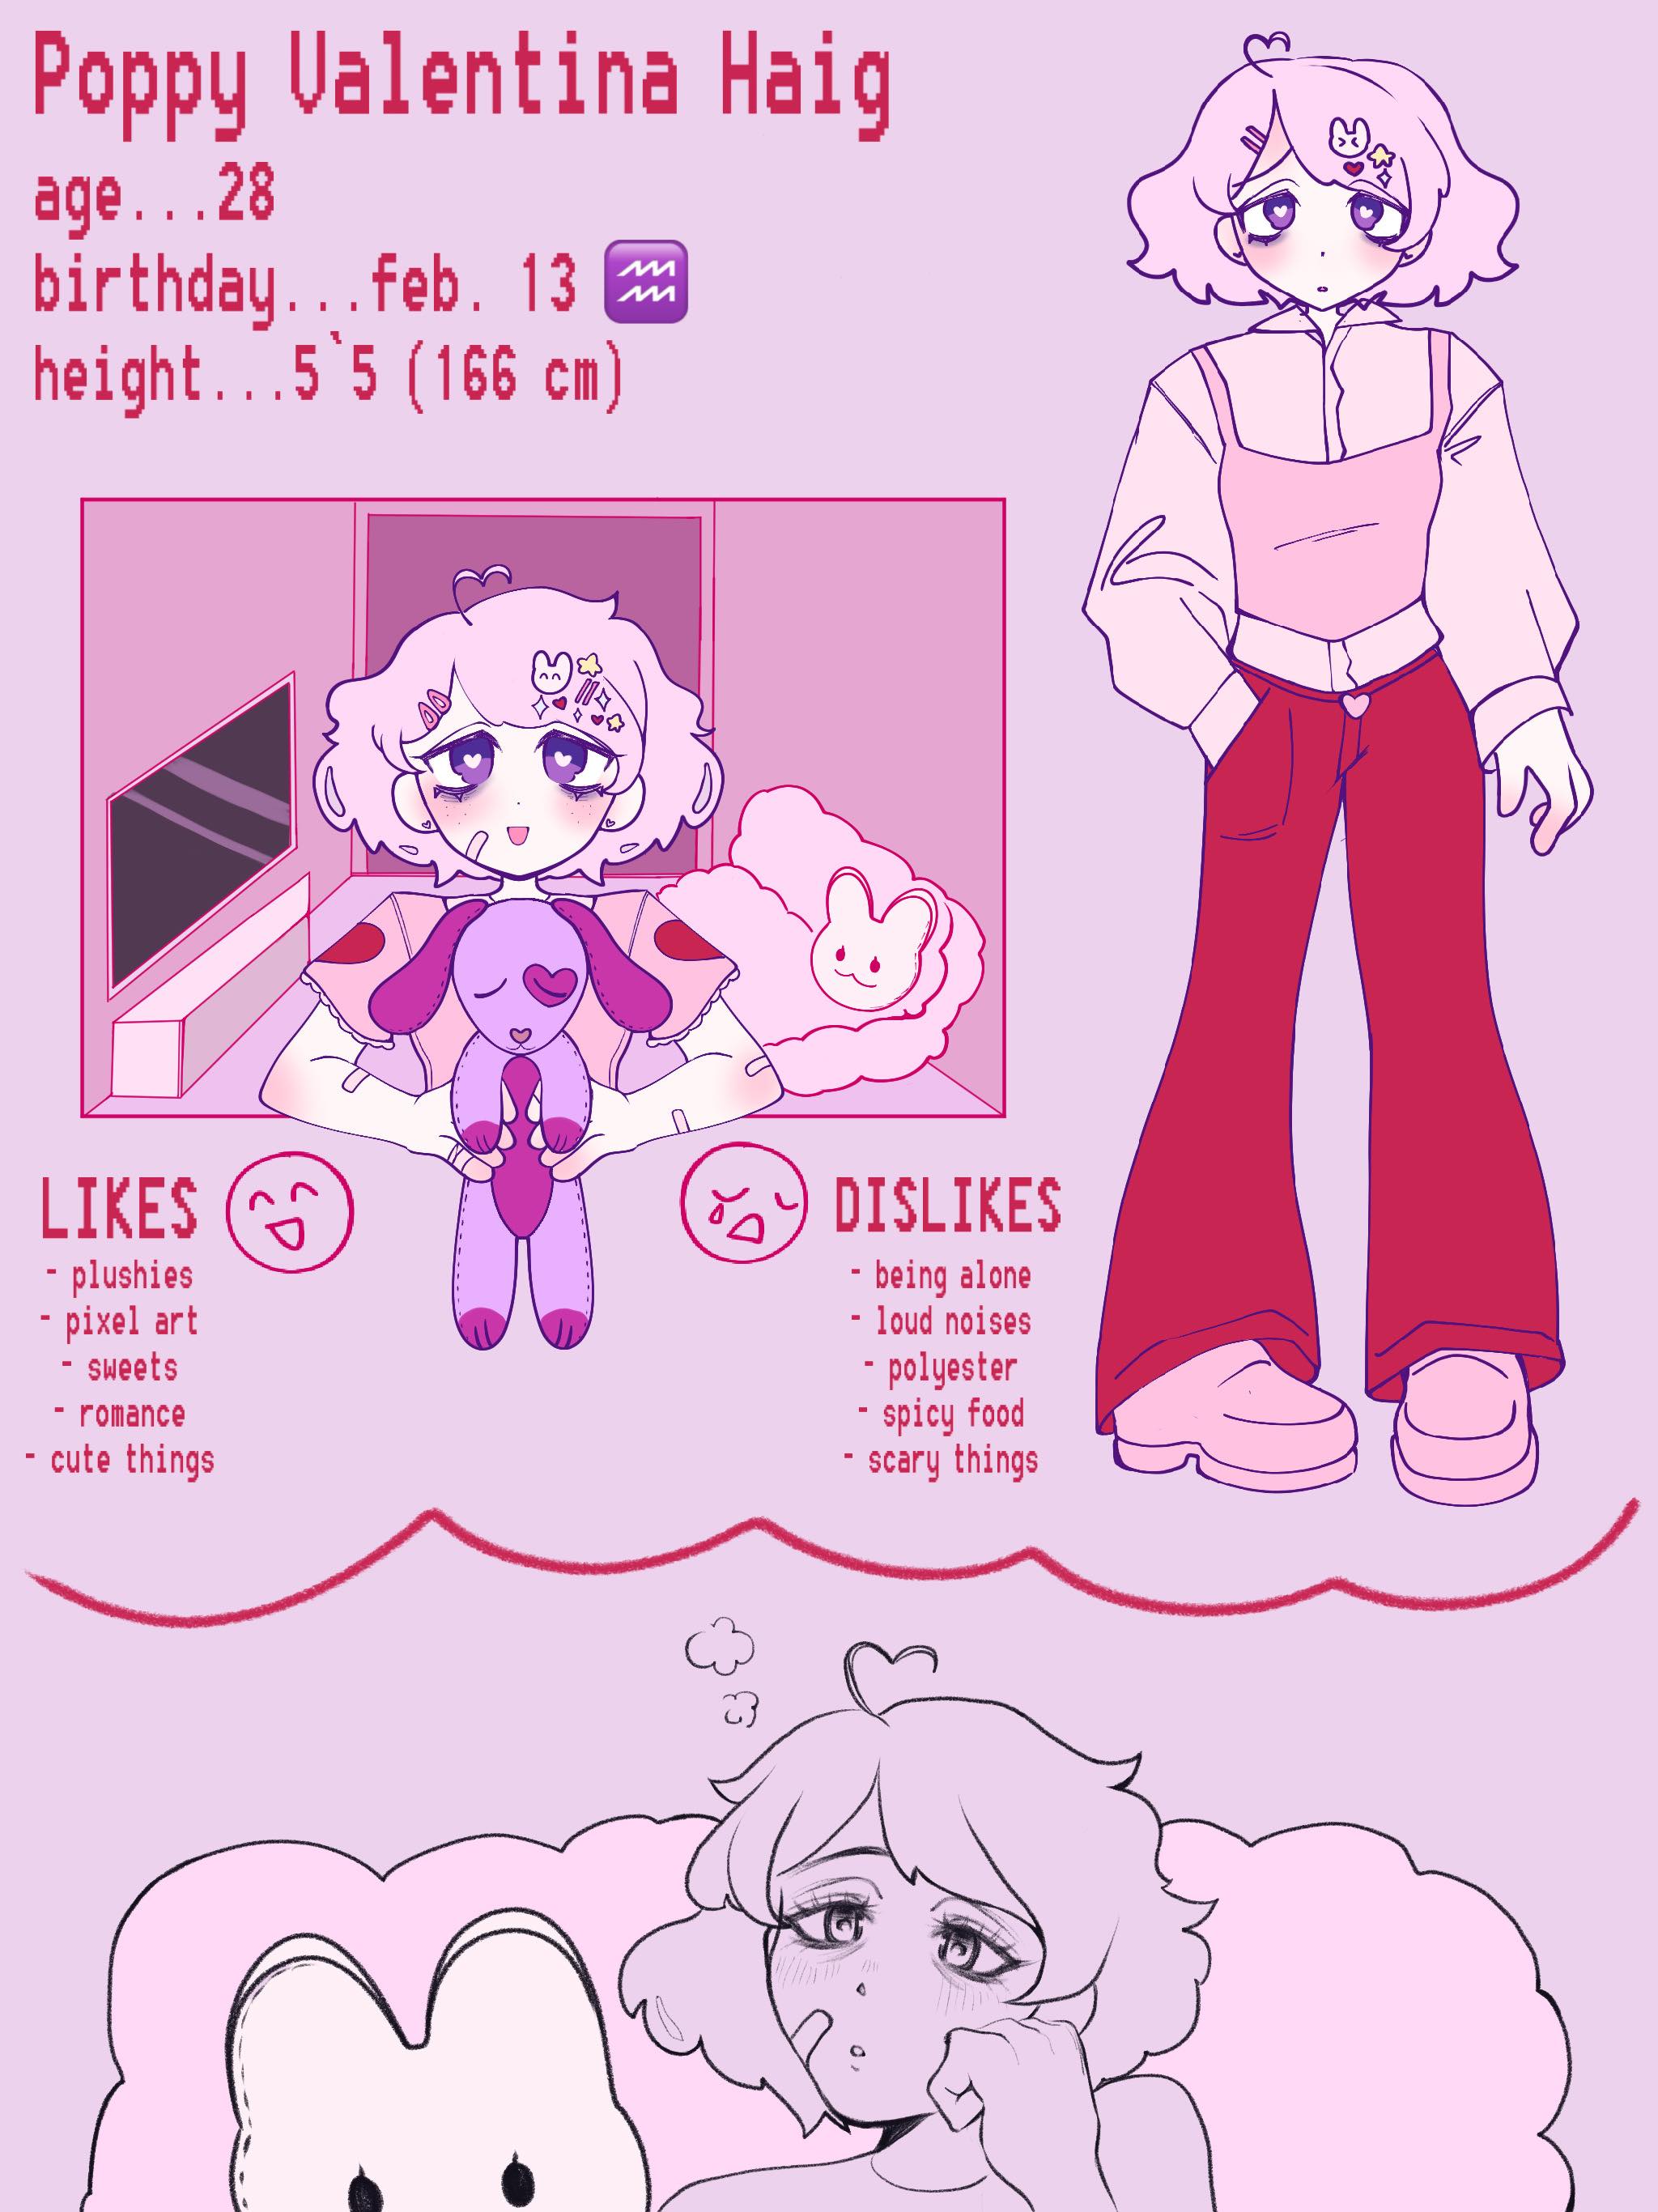 Poppy Valentina Haig
age...28
birthday...feb. 13 ♒
height...5`5 (166 cm)
LIKES
- plushies
- pixel art
- sweets
- romance
- cute things
DISLIKES
- being alone
- loud noises
- polyester
- spicy food
- scary things